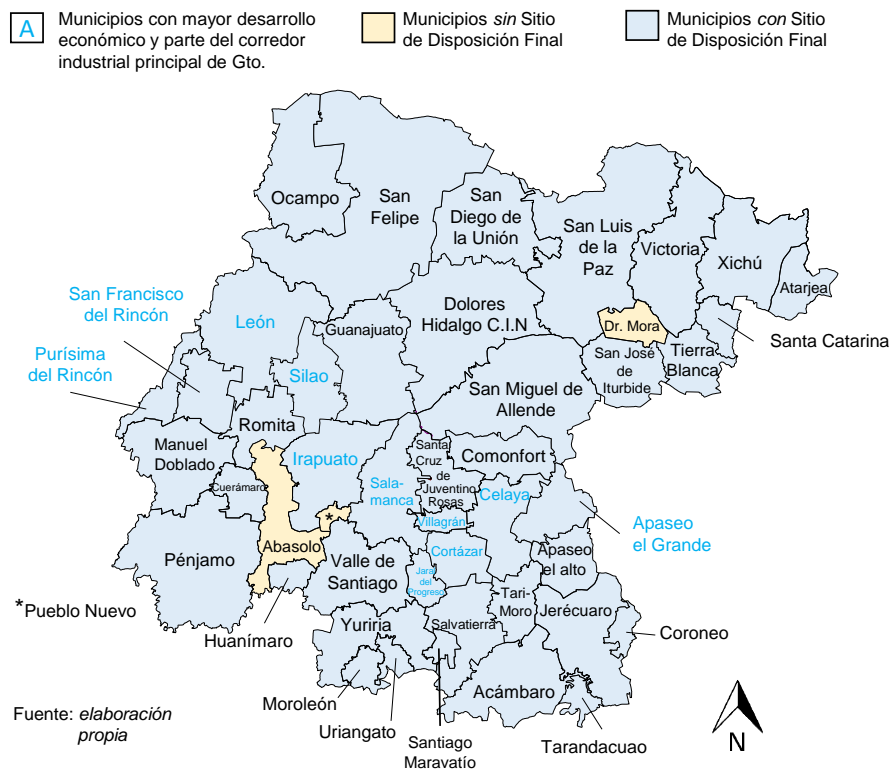 A
Municipios con mayor desarrollo
económico y parte del corredor
industrial principal de Gto.
Municipios sin Sitio
de Disposición Final
Municipios con Sitio
de Disposición Final
Ocampo
San
Felipe
San
Diego de
la Unión
San Luis
de la
Paz
Victoria
Xichú
Atarjea
San Francisco
del Rincón
León
Guanajuato
Dolores
Hidalgo C.I.N
Dr. Mora
Santa Catarina
Purísima
del Rincón
Silao
San José
de
Iturbide
Tierra
Blanca
San Miguel de
Allende
Romita
Manuel
Doblado
Irapuato
Santa
Cruz
de
Juventino
Rosas
Comonfort
Cuerámaro
Sala-
manca
Celaya
*
Villagrán
Apaseo
el Grande
Pénjamo
Abasolo
Valle de
Santiago
Cortázar
Apaseo
el alto
Jaral
del
Progreso
*Pueblo Nuevo
Huanímaro
Yuriria
Salvatierra
Tari-
Moro
Jerécuaro
Coroneo
Moroleón
Uriangato
Santiago
Maravatío
Acámbaro
Tarandacuao
Fuente: elaboración
propia
N